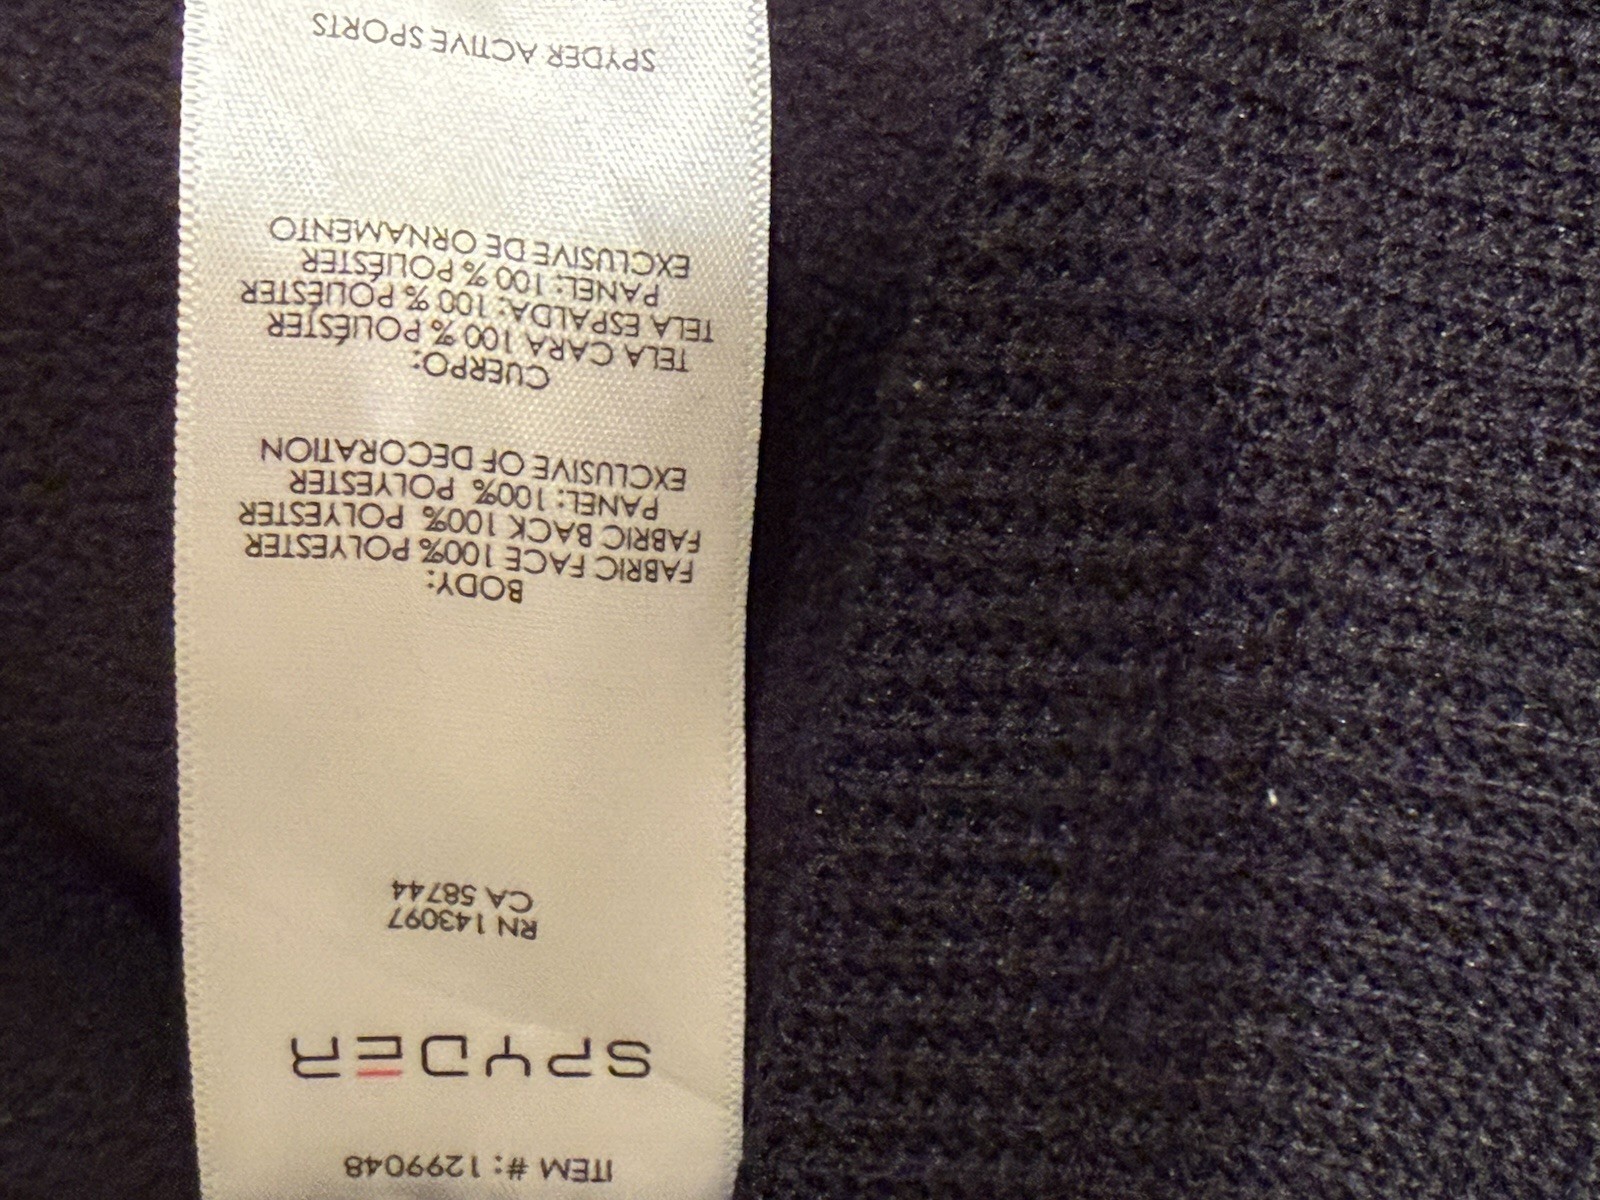 ITEM #: 1299048
SPYDER
RN 143097
CA 58744
BODY:
FABRIC FACE 100% POLYESTER
FABRIC BACK 100% POLYESTER
PANEL: 100% POLYESTER
EXCLUSIVE OF DECORATION
CUERPO:
TELA CARA 100 % POLIÉSTER
TELA ESPALDA: 100 % POLIÉSTER
PANEL: 100 % POLIÉSTER
EXCLUSIVE DE ORNAMENTO
SPYDER ACTIVE SPORTS